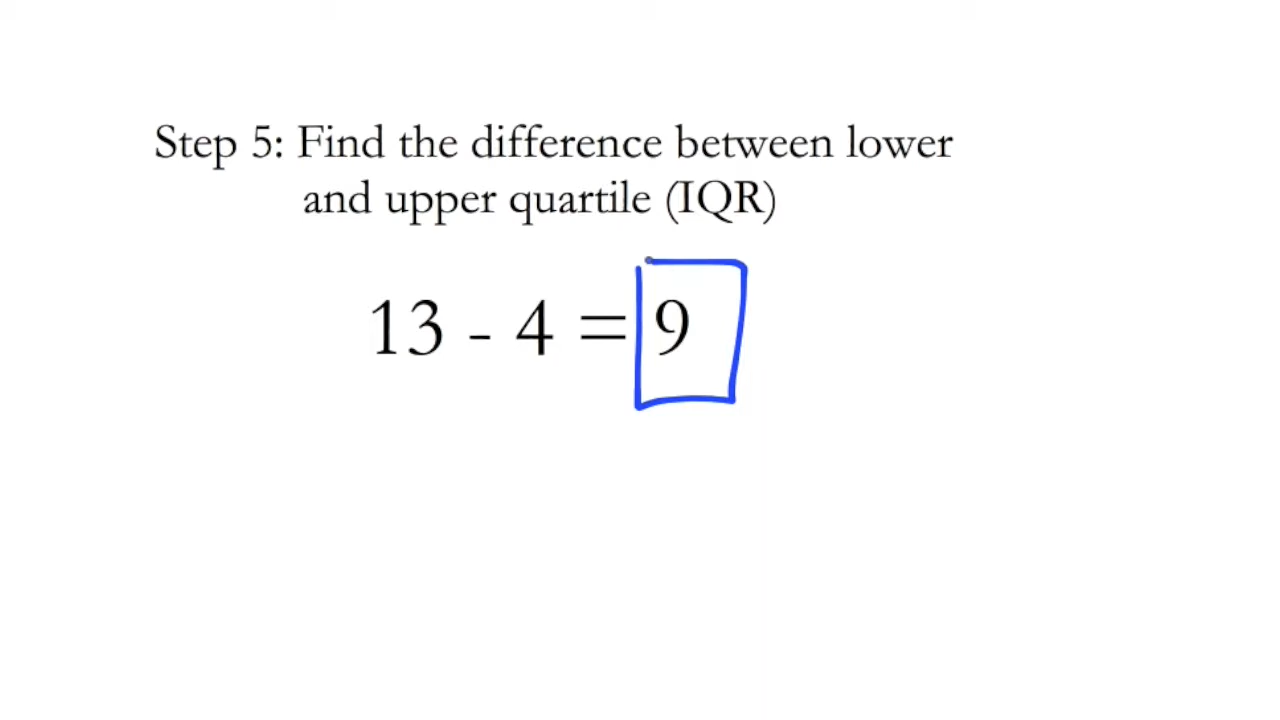 Step 5: Find the difference between lower
and upper quartile (IQR)
13 - 4 = 9